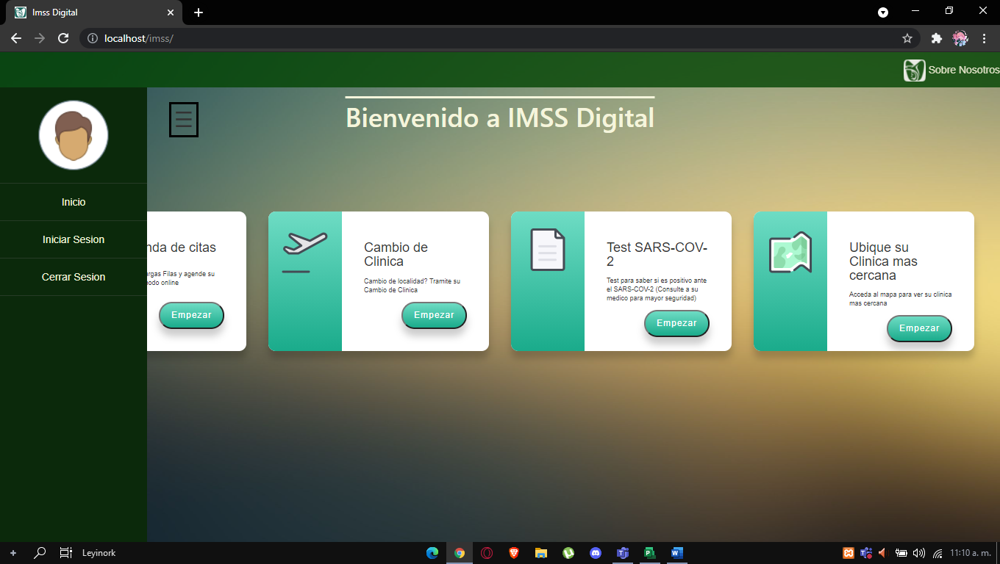 Imss Digital
localhost/imss/
Sobre Nosotros
Bienvenido a IMSS Digital
Inicio
Iniciar Sesion
Cerrar Sesion
nda de citas
rgas Filas y agende su
nodo online
Empezar
Cambio de
Clinica
Cambio de localidad? Tramite su
Cambio de Clinica
Empezar
Test SARS-COV-
2
Test para saber si es positivo ante
el SARS-COV-2 (Consulte a su
medico para mayor seguridad)
Empezar
Ubique su
Clinica mas
cercana
Acceda al mapa para ver su clinica
mas cercana
Empezar
Leyinork
11:10 a. m.